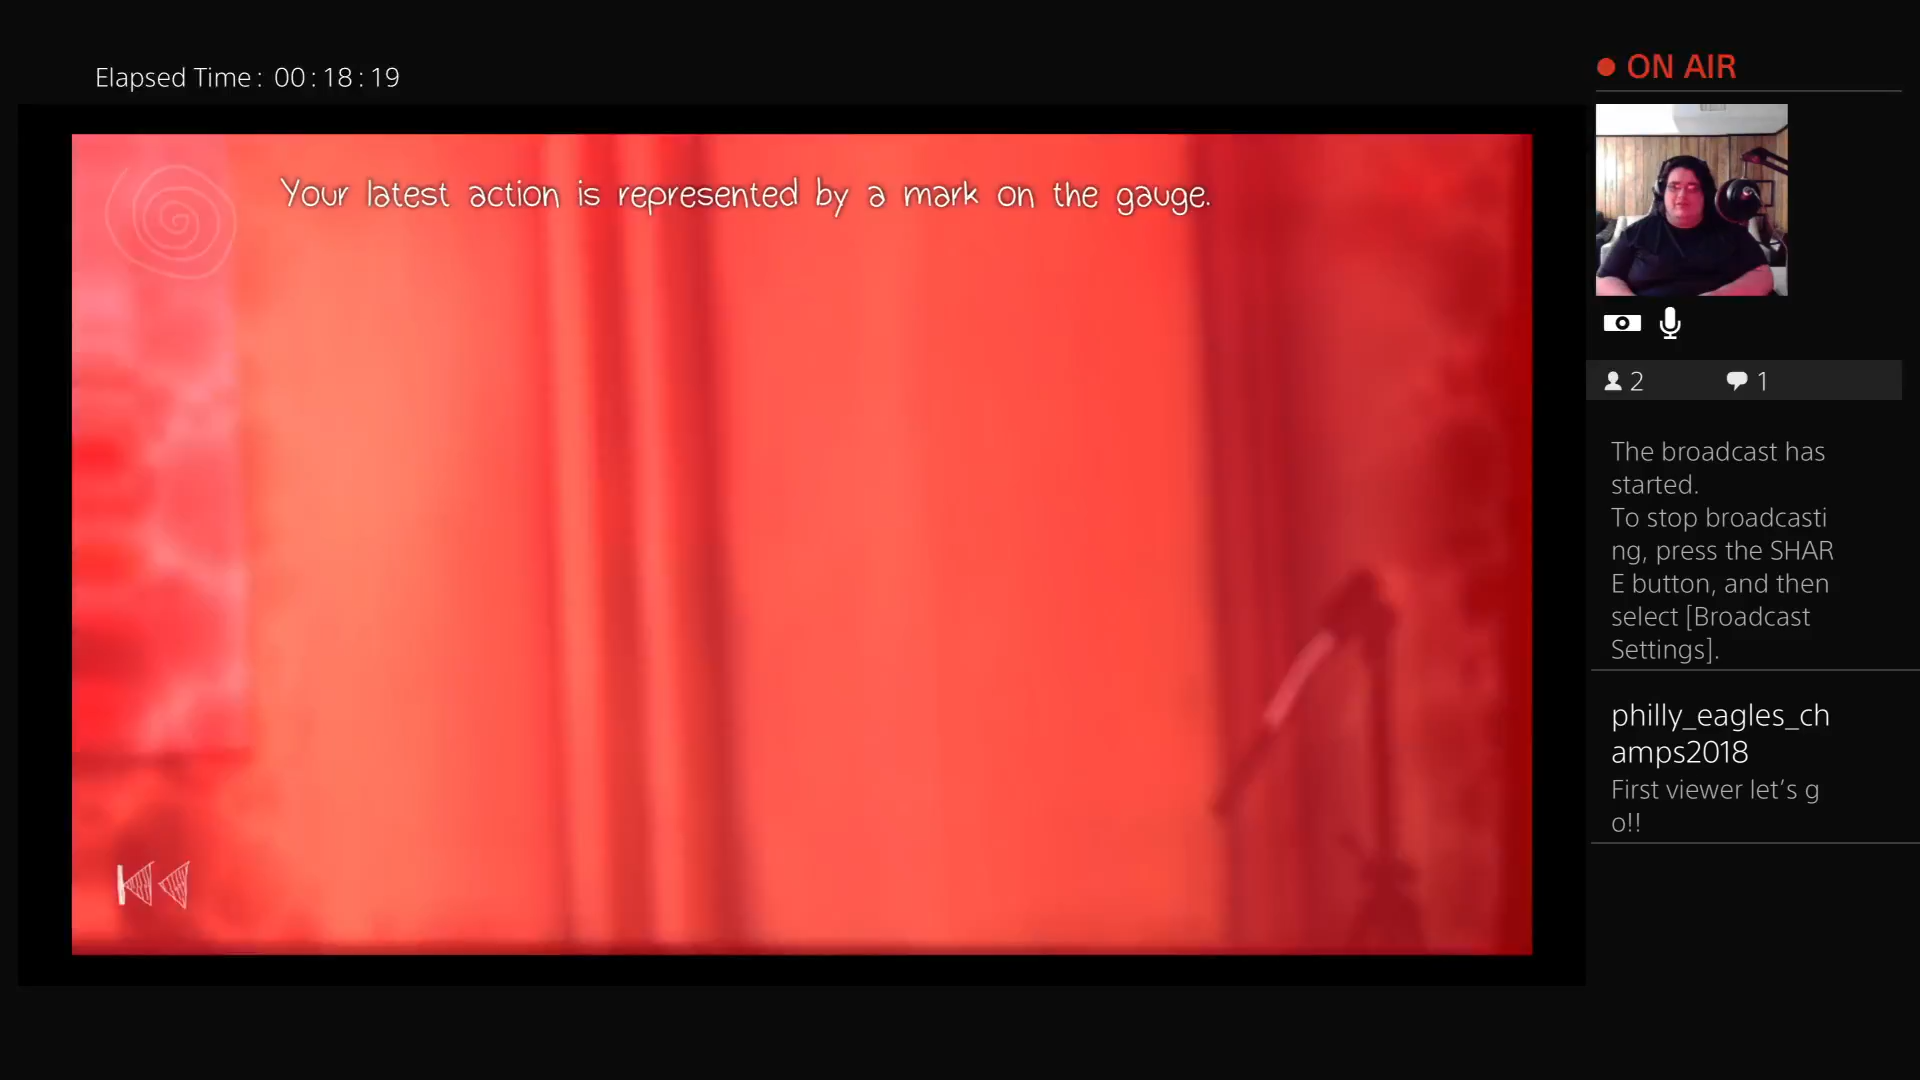 Elapsed Time: 00:18:19
ON AIR
Your latest action is represented by a mark on the gauge.
2 1
The broadcast has
started.
To stop broadcasti
ng, press the SHAR
E button, and then
select [Broadcast
Settings].
philly_eagles_ch
amps2018
First viewer let's g
o!!